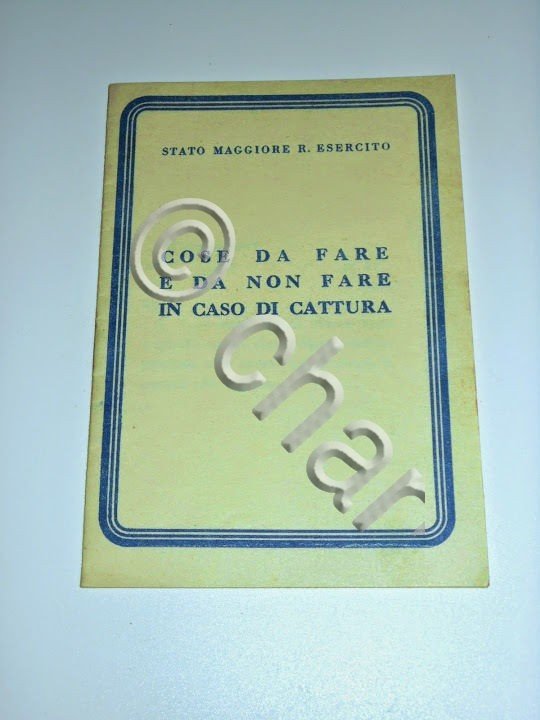 STATO MAGGIORE R. ESERCITO
COSE DA FARE
E DA NON FARE
IN CASO DI CATTURA
© char.